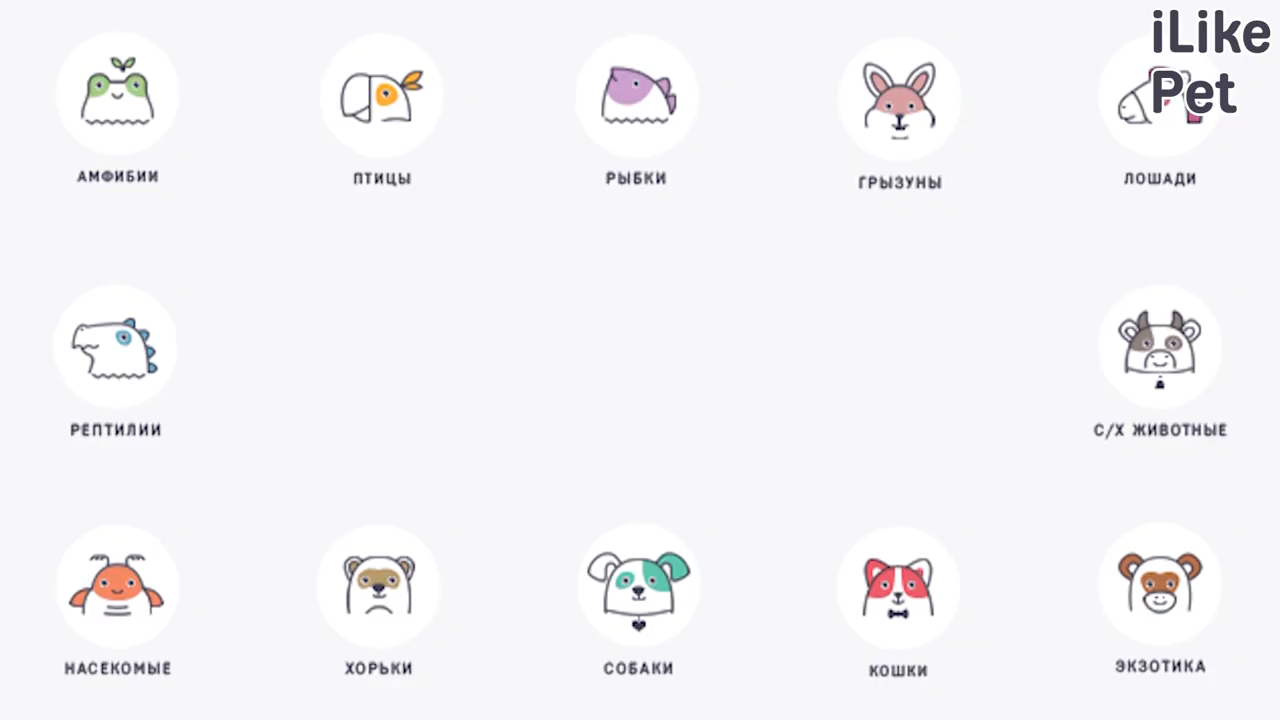 iLike
Pet
АМФИБИИ
ПТИЦЫ
РЫБКИ
ГРЫЗУНЫ
ЛОШАДИ
РЕПТИЛИИ
С/Х ЖИВОТНЫЕ
НАСЕКОМЫЕ
ХОРЬКИ
СОБАКИ
КОШКИ
ЭКЗОТИКА